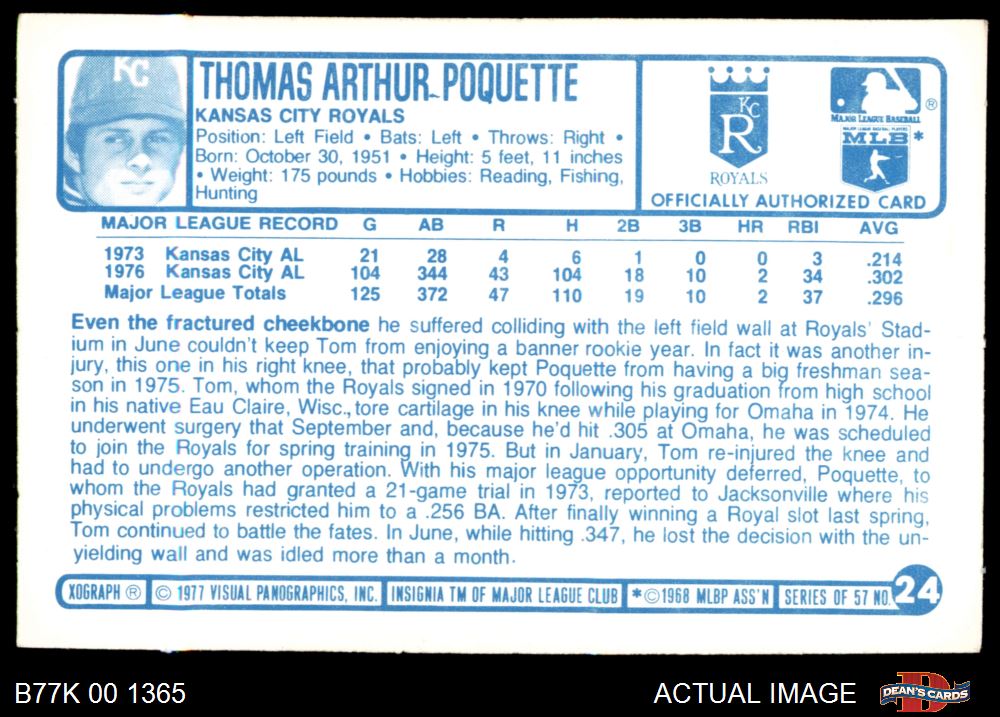 KC
THOMAS ARTHUR POQUETTE
KANSAS CITY ROYALS
Position: Left Field • Bats: Left • Throws: Right •
Born: October 30, 1951 • Height: 5 feet, 11 inches
• Weight: 175 pounds • Hobbies: Reading, Fishing,
Hunting
KC
R
ROYALS
®
MAJOR LEAGUE BASEBALL
MAJOR LEAGUE BASEBALL PLAYERS
MLB *
OFFICIALLY AUTHORIZED CARD
MAJOR LEAGUE RECORD G AB R H 2B 3B HR RBI AVG
1973 Kansas City AL 21 28 4 6 1 0 0 3 .214
1976 Kansas City AL 104 344 43 104 18 10 2 34 .302
Major League Totals 125 372 47 110 19 10 2 37 .296
Even the fractured cheekbone he suffered colliding with the left field wall at Royals' Stad-
ium in June couldn't keep Tom from enjoying a banner rookie year. In fact it was another in-
jury, this one in his right knee, that probably kept Poquette from having a big freshman sea-
son in 1975. Tom, whom the Royals signed in 1970 following his graduation from high school
in his native Eau Claire, Wisc., tore cartilage in his knee while playing for Omaha in 1974. He
underwent surgery that September and, because he'd hit .305 at Omaha, he was scheduled
to join the Royals for spring training in 1975. But in January, Tom re-injured the knee and
had to undergo another operation. With his major league opportunity deferred, Poquette, to
whom the Royals had granted a 21-game trial in 1973, reported to Jacksonville where his
physical problems restricted him to a .256 BA. After finally winning a Royal slot last spring,
Tom continued to battle the fates. In June, while hitting .347, he lost the decision with the un-
yielding wall and was idled more than a month.
XOGRAPH ® © 1977 VISUAL PANOGRAPHICS, INC. INSIGNIA TM OF MAJOR LEAGUE CLUB *©1968 MLBP ASS'N SERIES OF 57 NO. 24
B77K 00 1365 ACTUAL IMAGE DEAN'S CARDS